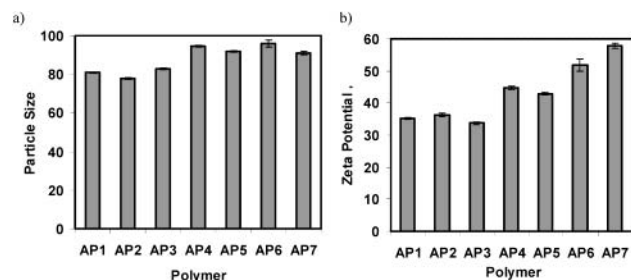 a)
Particle Size
100
80
60
40
20
0
AP1 AP2 AP3 AP4 AP5 AP6 AP7
Polymer
b)
Zeta Potential ,
60
50
40
30
20
10
0
AP1 AP2 AP3 AP4 AP5 AP6 AP7
Polymer